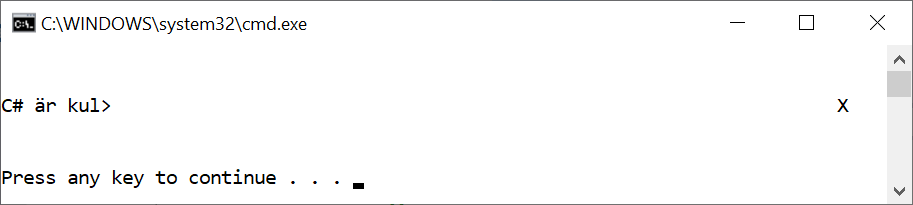 C:\WINDOWS\system32\cmd.exe
C# är kul> X
Press any key to continue . . .